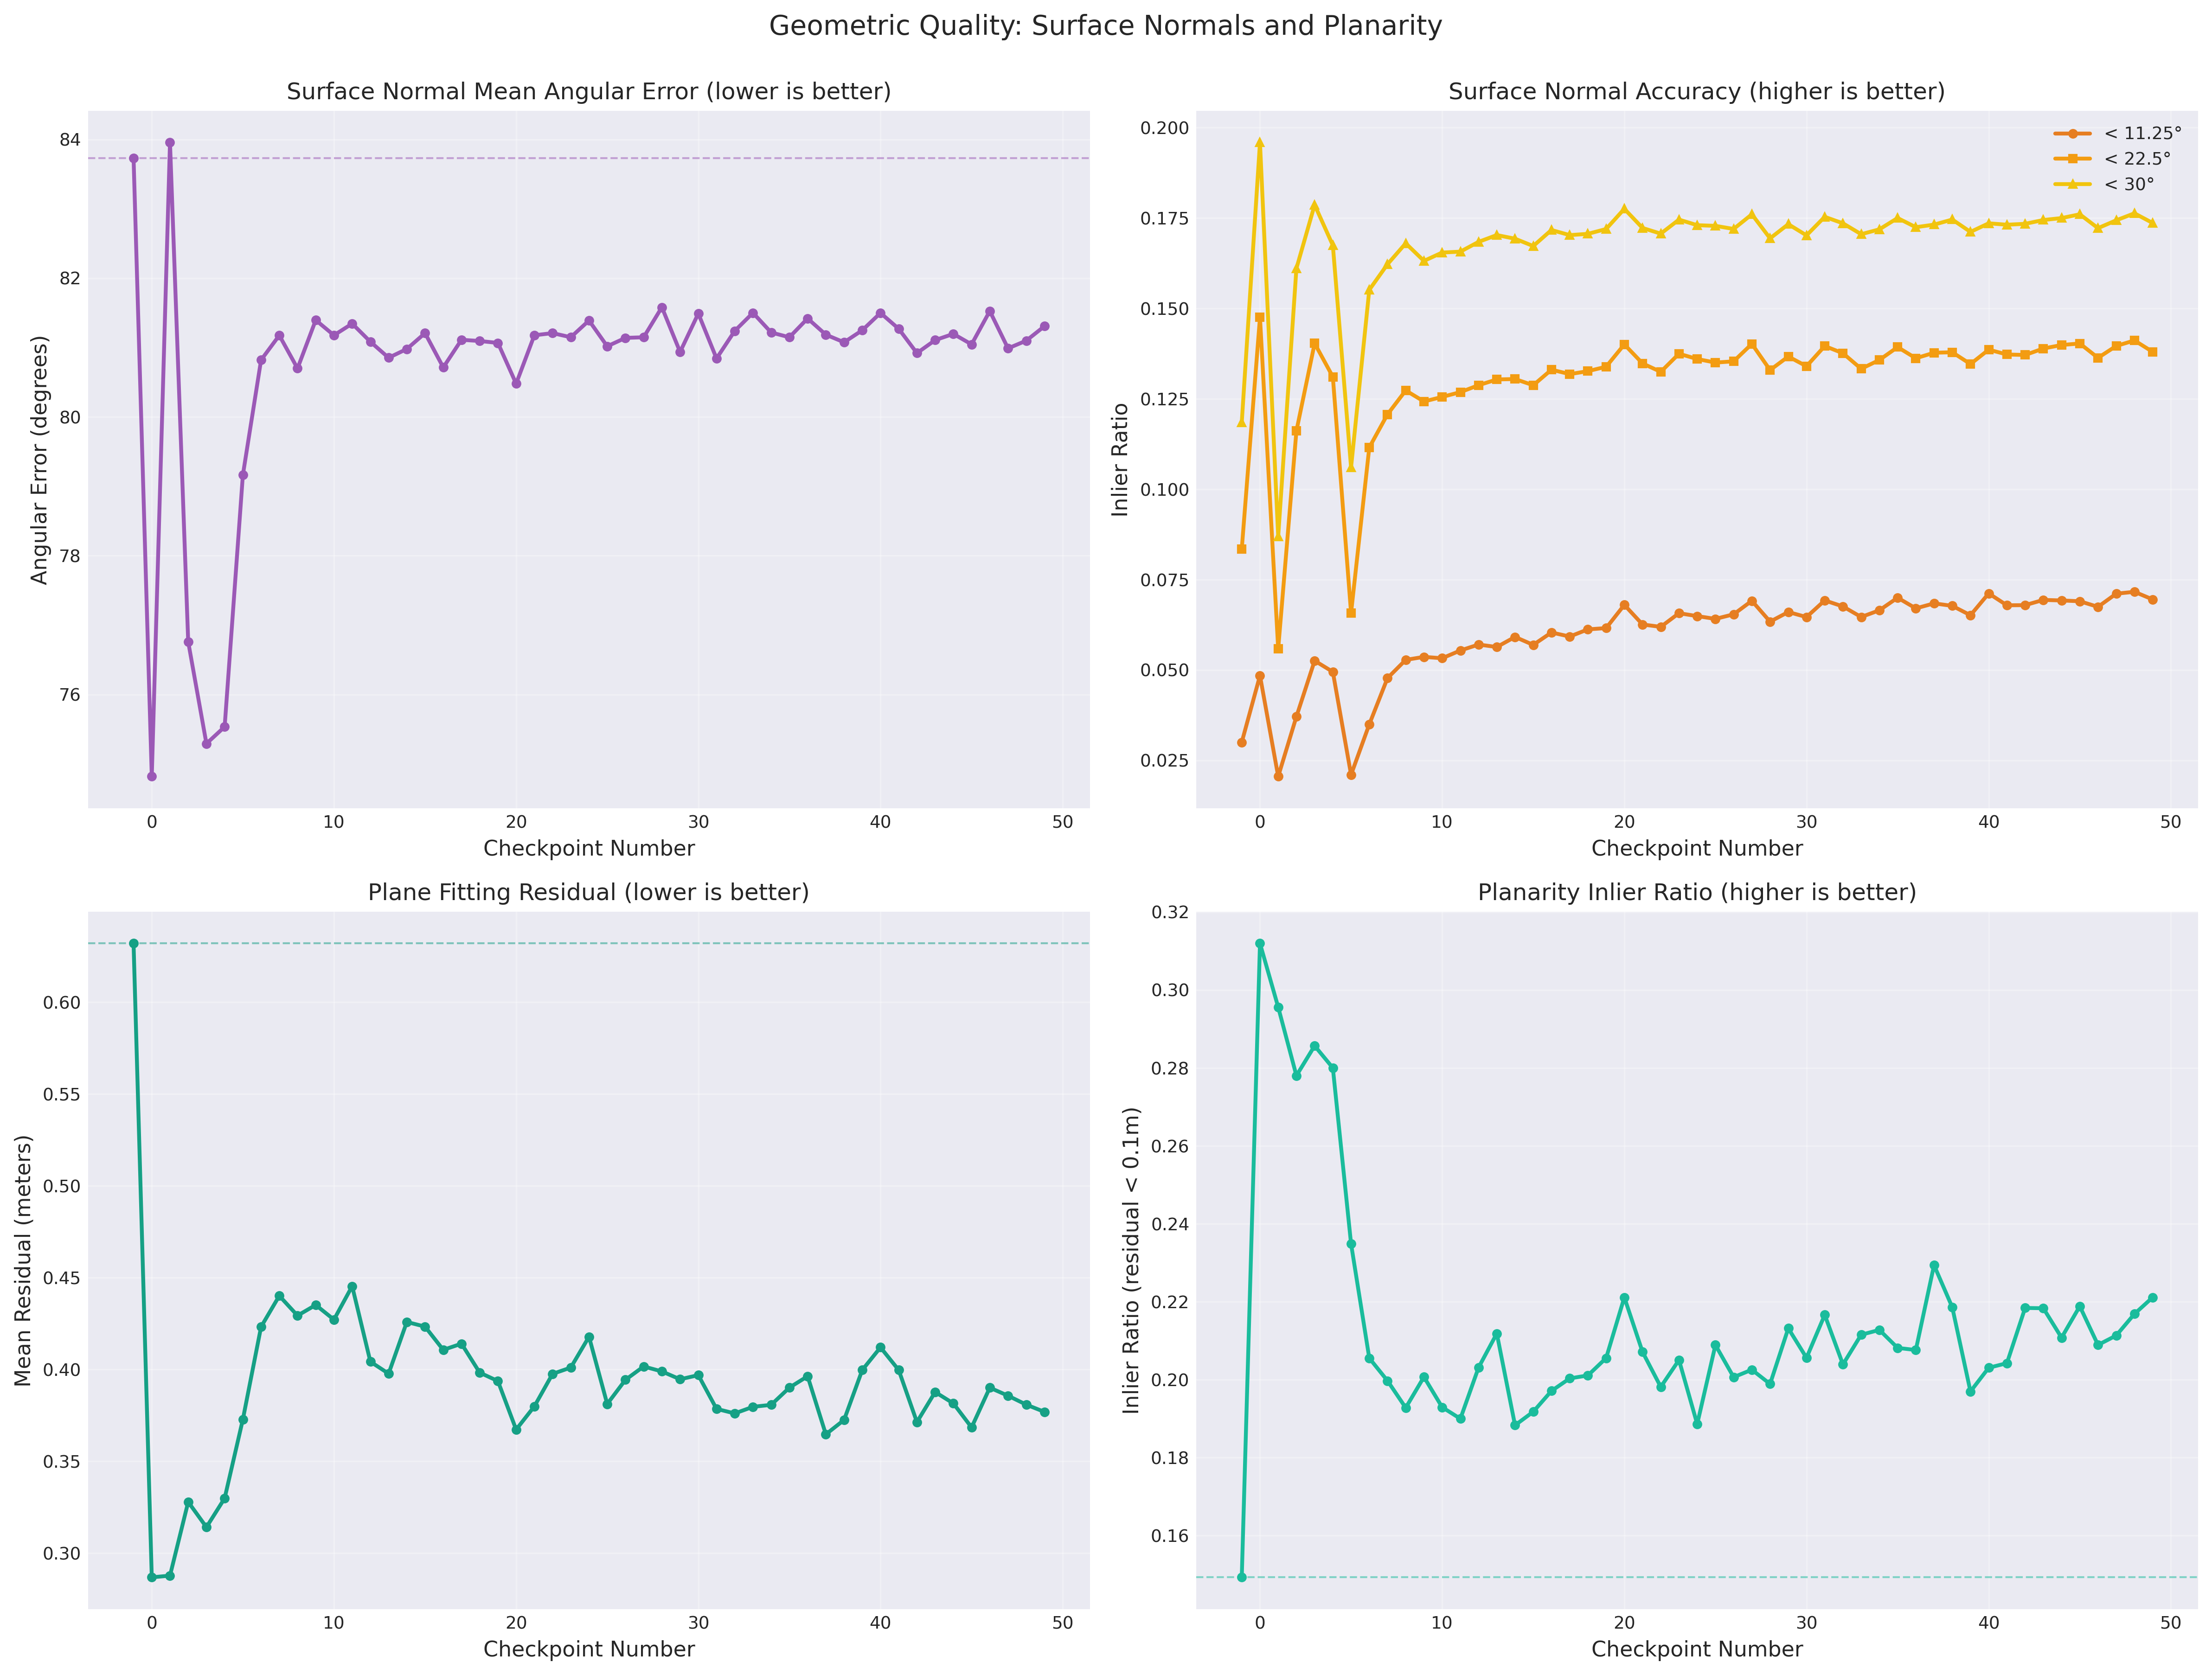 Geometric Quality: Surface Normals and Planarity
Surface Normal Mean Angular Error (lower is better)
84
82
80
78
76
Angular Error (degrees)
0 10 20 30 40 50
Checkpoint Number
Surface Normal Accuracy (higher is better)
< 11.25°
< 22.5°
< 30°
0.200
0.175
0.150
0.125
0.100
0.075
0.050
0.025
Inlier Ratio
0 10 20 30 40 50
Checkpoint Number
Plane Fitting Residual (lower is better)
0.60
0.55
0.50
0.45
0.40
0.35
0.30
Mean Residual (meters)
0 10 20 30 40 50
Checkpoint Number
Planarity Inlier Ratio (higher is better)
0.32
0.30
0.28
0.26
0.24
0.22
0.20
0.18
0.16
Inlier Ratio (residual < 0.1m)
0 10 20 30 40 50
Checkpoint Number